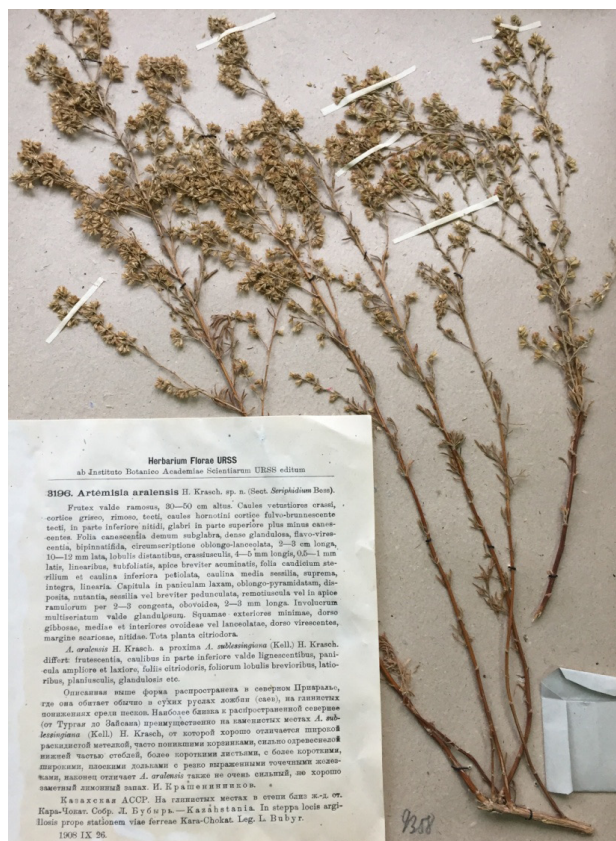 Herbarium Florae URSS
ab Instituto Botanico Academiae Scientiarum URSS editum
3196. Artemisia aralensis H. Krasch. sp. n. (Sect. Seriphidium Bess).
Frutex valde ramosus, 30—50 cm altus. Caules vetustiores crassi,
cortice griseo, rimoso, tecti, caules hornotini cortice fulvo-brunnescente
tecti, in parte inferiore nitidi, glabri in parte superiore plus minus canes-
centes. Folia canescentia demum subglabra, dense glandulosa, flavo-vires-
centes, bipinnatifida, circumscriptione oblongo-lanceolata, 2—3 cm longa,
10—12 mm lata, lobulis distantibus, crassiusculis, 4—5 mm longis, 0.5—1 mm
latis, linearibus, subfoliatis, apice breviter acuminatis, folis caudicium ste-
rilium et caulina inferiora petiolata, caulina media sessilia, suprema,
integra, linearia. Capitula in paniculam laxam, oblongo-pyramidatam, dis-
posita, nutantia, sessilia vel breviter pedunculata, remotiuscula vel in apice
ramulorum per 2—3 congesta, obovoidea, 2—3 mm longa. Involucrum
multiseriatum valde glandulosum. Squamae exteriores minimae, dorso
gibbosae, mediae et interiores ovoideae vel lanceolatae, dorso virescentes,
margine scariosae, nitidae. Tota planta citriodora.
A. aralensis H. Krasch. a proxima A. sublessingiana (Kell.) H. Krasch.
differt: frutescentia, caulibus in parte inferiore valde lignescentibus, pani-
cula ampliore et laxiore, foliis citriodoris, foliorum lobulis brevioribus, latio-
ribus, planiusculis, glandulosis etc.
Описанная выше форма распространена в северном Приаралье,
где она обитает обычно в сухих руслах ложбин (саев), на глинистых
понижениях среди песков. Наиболее близка к распространенной севернее
(от Тургая до Зайсана) преимущественно на каменистых местах A. sub-
lessingiana (Kell.) H. Krasch, от которой хорошо отличается широкой
раскидистой метелкой, часто поникшими корзинками, сильно одревесневшей
нижней частью стеблей, более короткими листьями, с более короткими,
широкими, плоскими дольками с резко выраженными точечными желез-
ками, наконец отличает A. aralensis также не очень сильный, но хорошо
заметный лимонный запах. И. Крашенинников.
Казахская АССР. На глинистых местах в степи близ ж.-д. ст.
Кара-Чокат. Собр. Л. Бубырь.—Kazahstania. In steppa locis argi-
llosis prope stationem viae ferreae Kara-Chokat. Leg. L. Bubyr.
1908 IX 26.
9358